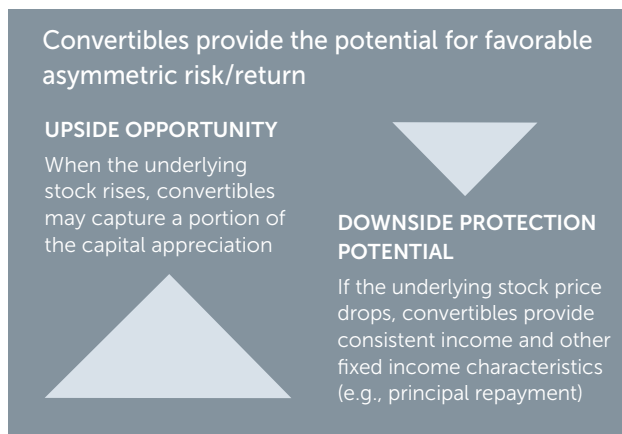 Convertibles provide the potential for favorable
asymmetric risk/return
UPSIDE OPPORTUNITY
When the underlying
stock rises, convertibles
may capture a portion of
the capital appreciation
DOWNSIDE PROTECTION
POTENTIAL
If the underlying stock price
drops, convertibles provide
consistent income and other
fixed income characteristics
(e.g., principal repayment)